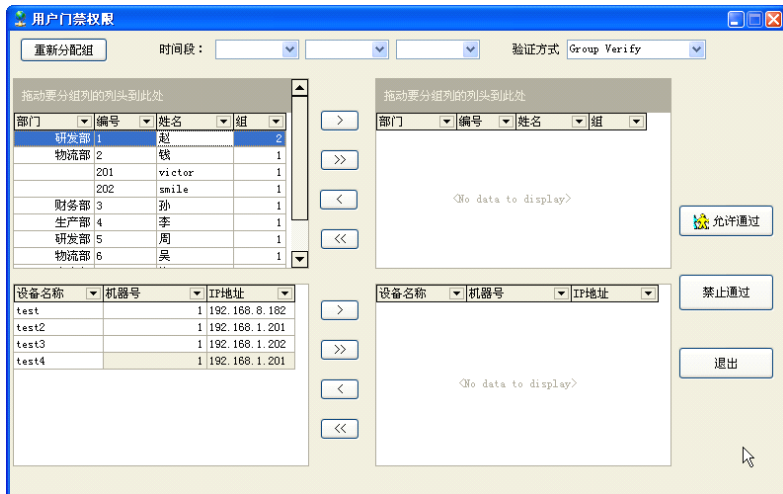 用户门禁权限
重新分配组 时间段： 验证方式 Group Verify
拖动要分组列的列头到此处 拖动要分组列的列头到此处
部门 编号 姓名 组 部门 编号 姓名 组
研发部 1 赵 2
物流部 2 钱 1
201 victor 1
202 smile 1
财务部 3 孙 1
生产部 4 李 1
研发部 5 周 1
物流部 6 吴 1
> >> < <<
<No data to display>
允许通过
禁止通过
退出
设备名称 机器号 IP地址 设备名称 机器号 IP地址
test 1 192.168.8.182
test2 1 192.168.1.201
test3 1 192.168.1.202
test4 1 192.168.1.201
> >> < <<
<No data to display>